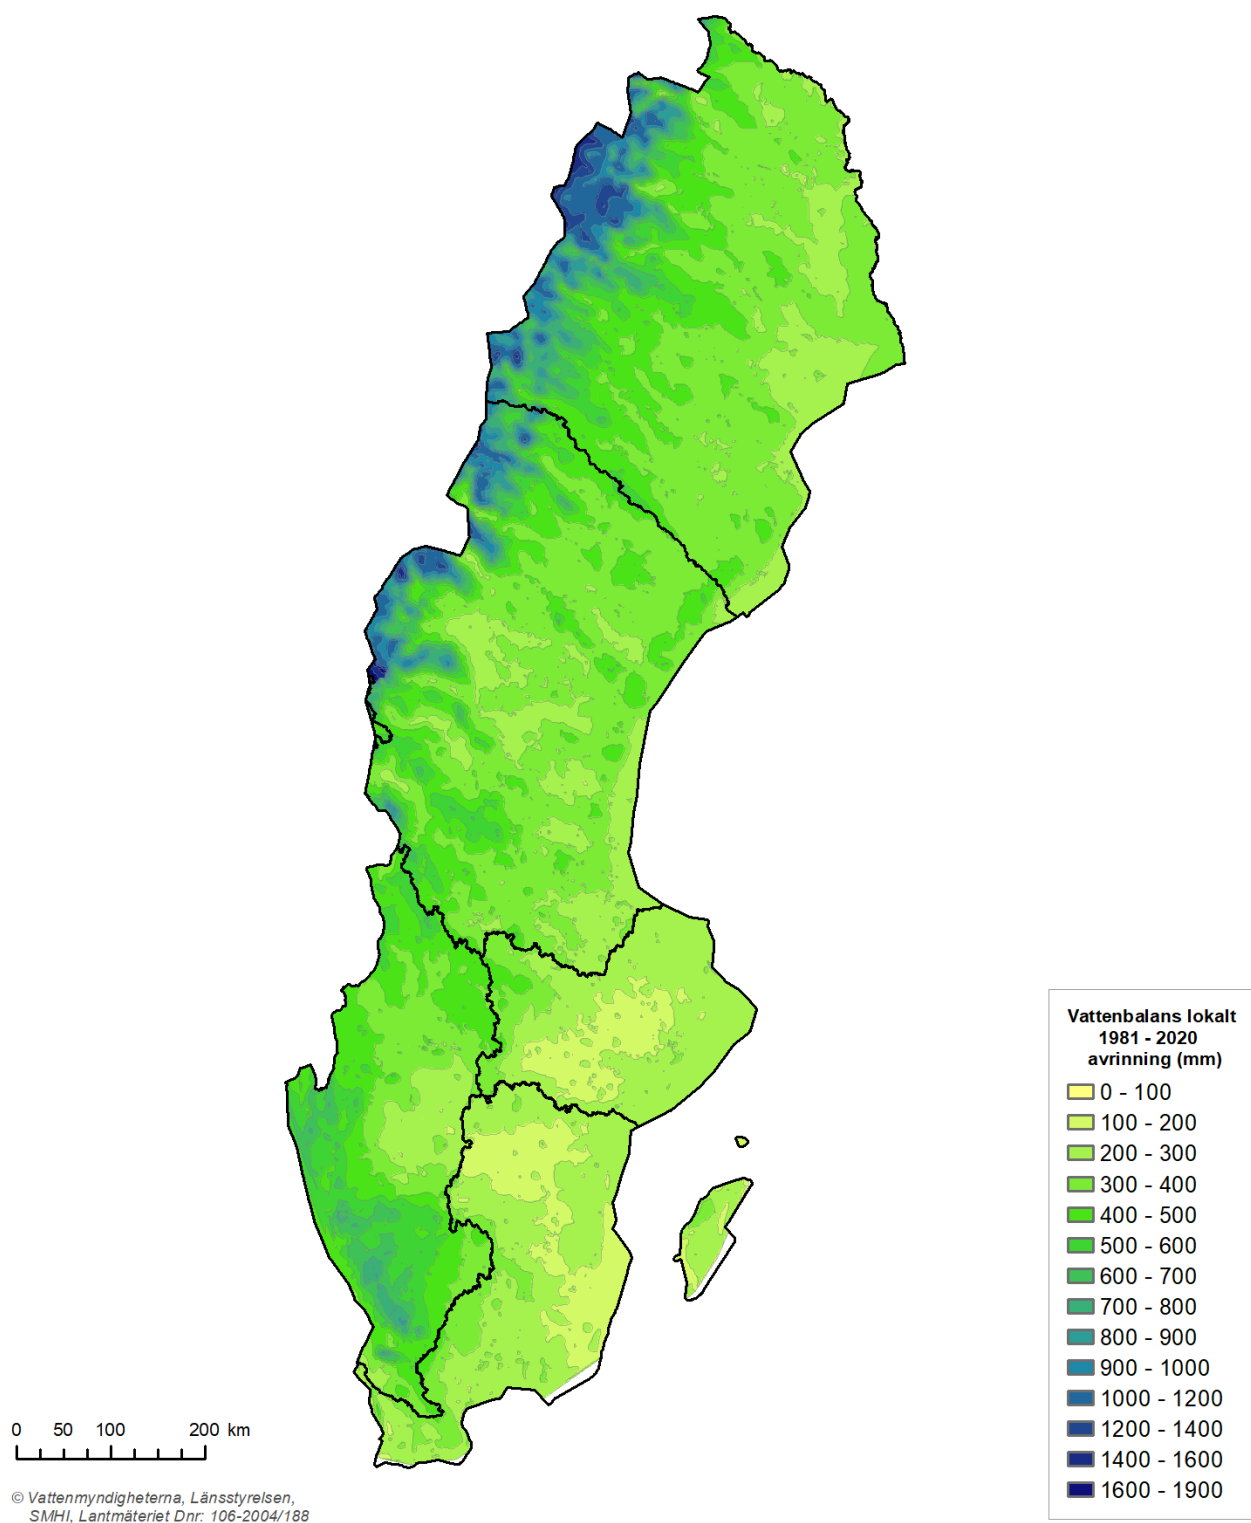 Vattenbalans lokalt
1981 - 2020
avrinning (mm)
0 - 100
100 - 200
200 - 300
300 - 400
400 - 500
500 - 600
600 - 700
700 - 800
800 - 900
900 - 1000
1000 - 1200
1200 - 1400
1400 - 1600
1600 - 1900
0 50 100 200 km
© Vattenmyndigheterna, Länsstyrelsen,
SMHI, Lantmäteriet Dnr: 106-2004/188